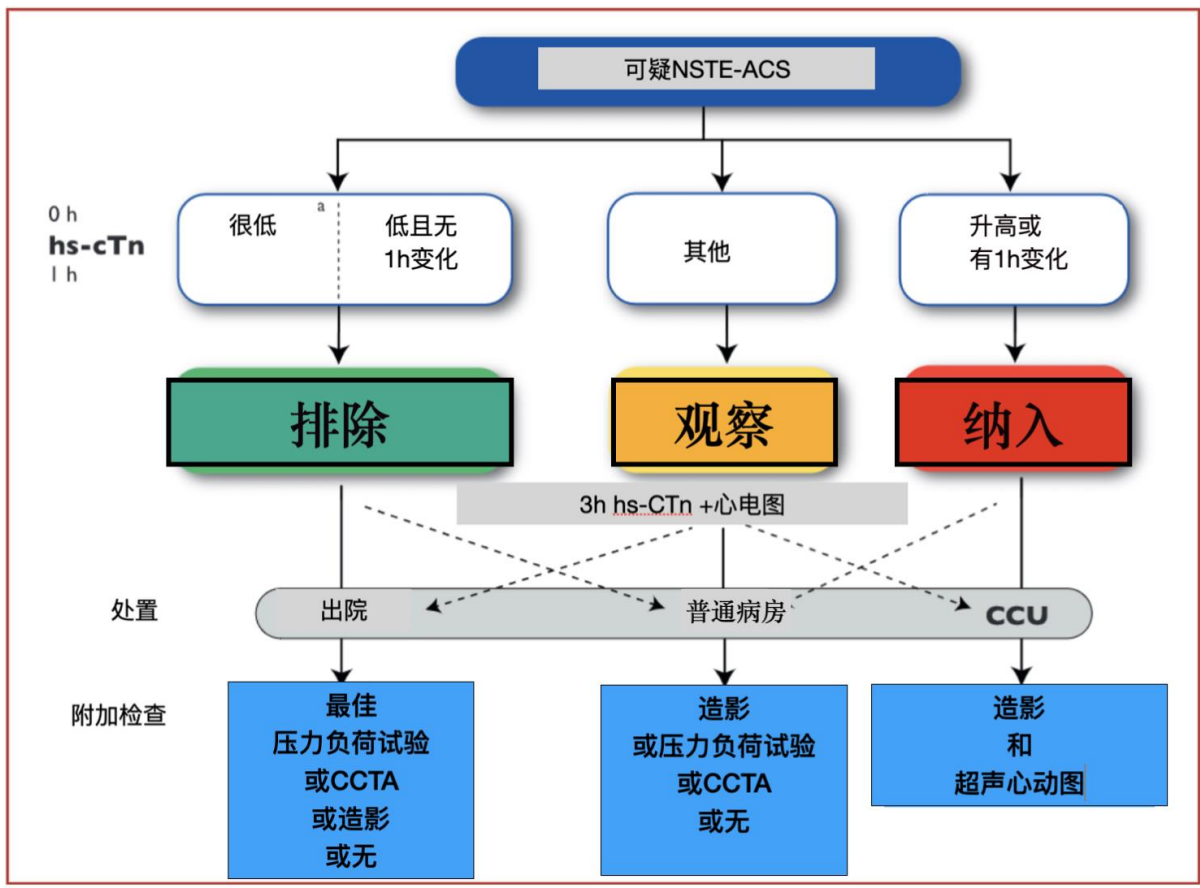 可疑NSTE-ACS
0 h
hs-cTn
1 h
很低
a
低且无
1h变化
其他
升高或
有1h变化
排除
观察
纳入
3h hs-CTn +心电图
处置
出院
普通病房
CCU
附加检查
最佳
压力负荷试验
或CCTA
或造影
或无
造影
或压力负荷试验
或CCTA
或无
造影
和
超声心动图